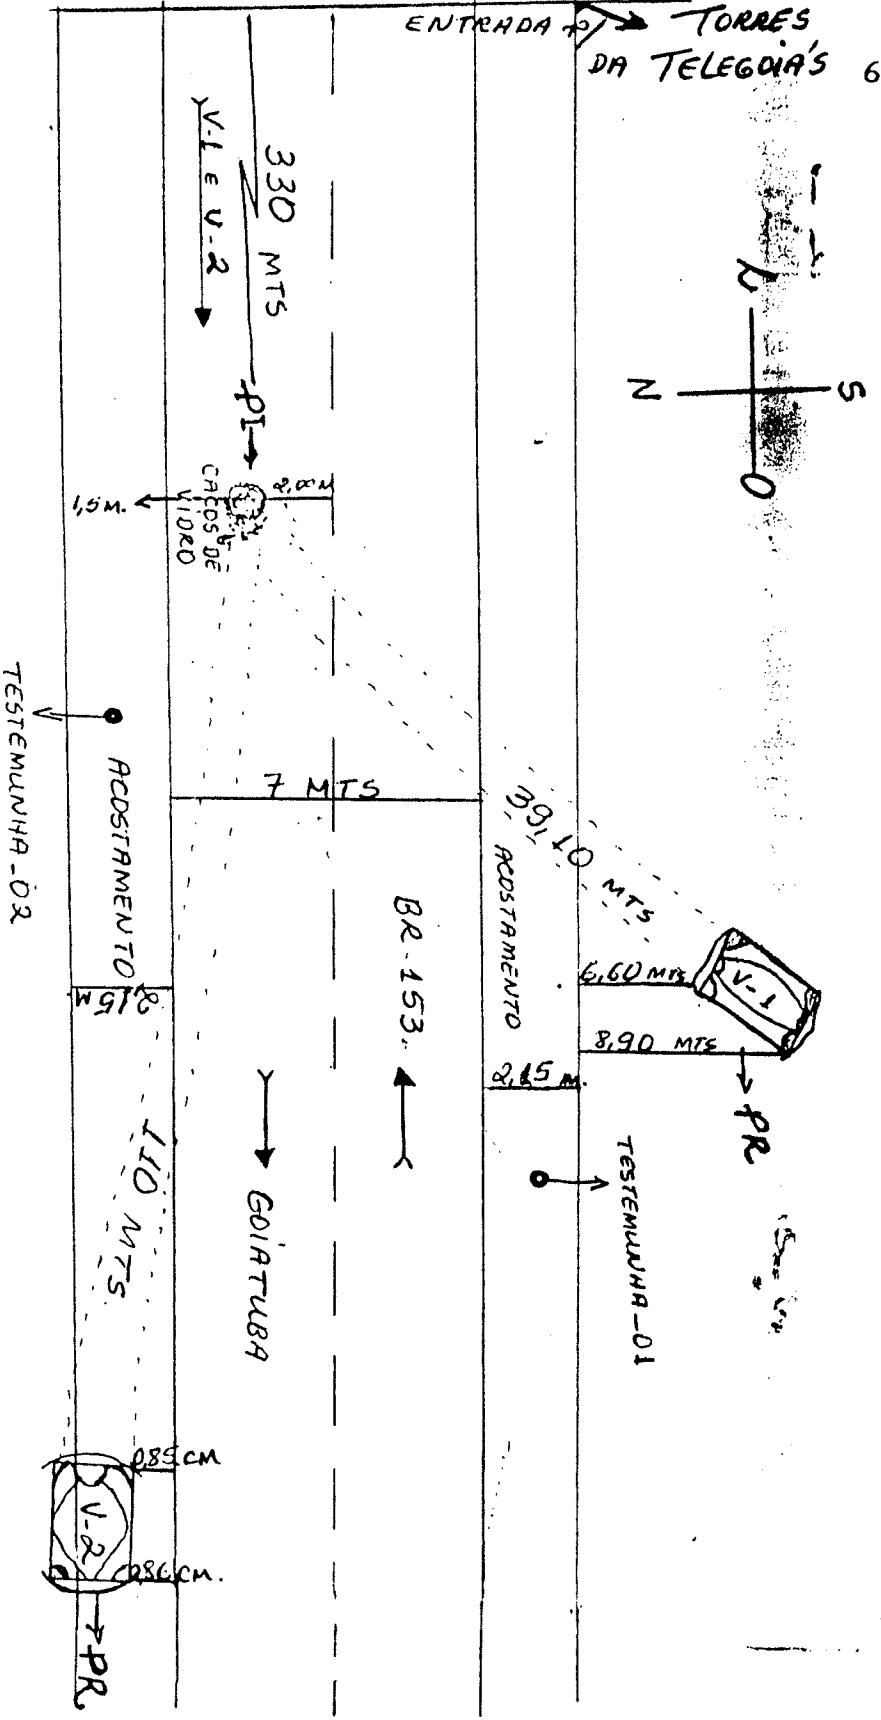 ENTRADA P/ TORRES
DA TELEGOIÁS
6
330 MTS
V-1 E V-2
L
N S
O
PI
2,00 M
1,5 M.
CACOS DE
VIDRO
TESTEMUNHA-02
ACOSTAMENTO
7 MTS
39,10 MTS
ACOSTAMENTO
BR-153.
V-1
6,60 MTS
8,90 MTS
PR
2,15 M
2,15 M.
TESTEMUNHA-01
110 MTS
GOIATUBA
0,85 CM.
V-2
0,86 CM.
PR